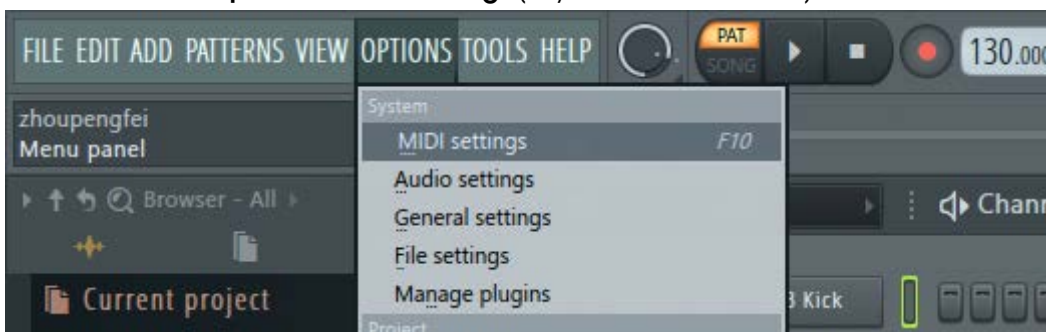 FILE EDIT ADD PATTERNS VIEW OPTIONS TOOLS HELP PAT SONG 130.000
zhoupengfei
Menu panel
System
MIDI settings F10
Audio settings
General settings
File settings
Manage plugins
Project
Browser - All
Chann
Current project
Kick